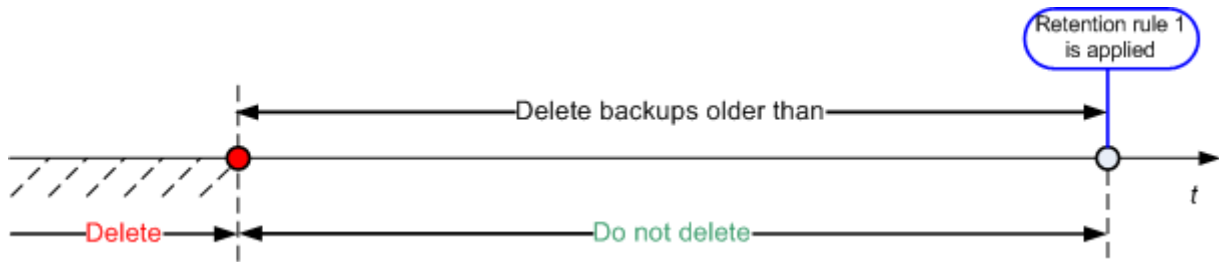 Retention rule 1
is applied
Delete backups older than
t
Delete
Do not delete